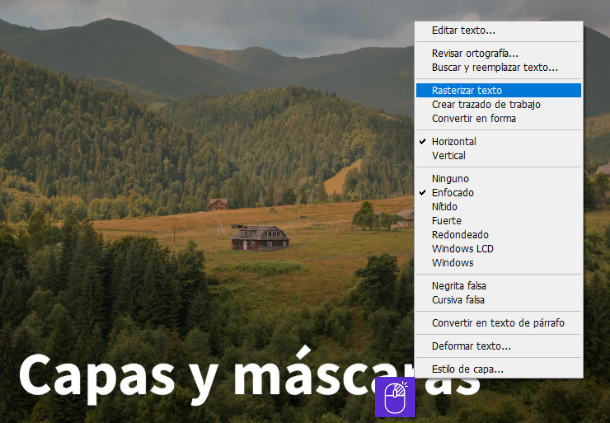 Editar texto...
Revisar ortografía...
Buscar y reemplazar texto...
Rasterizar texto
Crear trazado de trabajo
Convertir en forma
Horizontal
Vertical
Ninguno
Enfocado
Nítido
Fuerte
Redondeado
Windows LCD
Windows
Negrita falsa
Cursiva falsa
Convertir en texto de párrafo
Deformar texto...
Estilo de capa...
Capas y máscaras